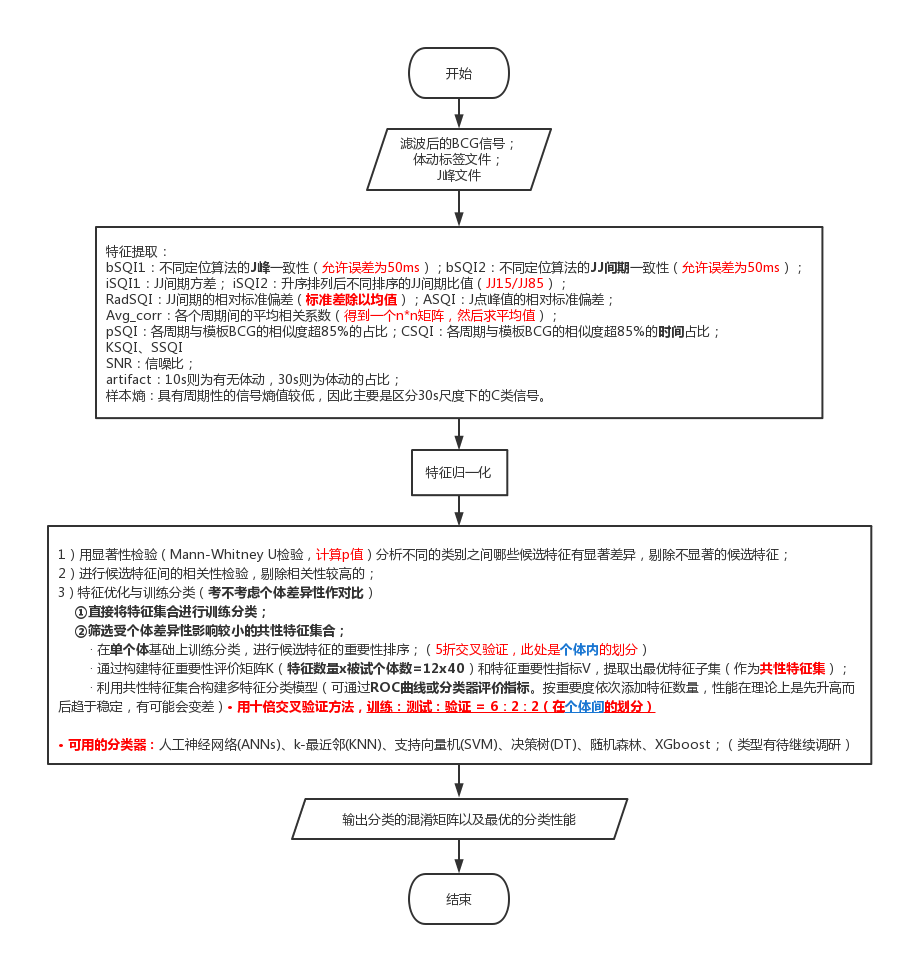 开始
滤波后的BCG信号；
体动标签文件；
J峰文件
特征提取：
bSQI1：不同定位算法的J峰一致性（允许误差为50ms）；bSQI2：不同定位算法的JJ间期一致性（允许误差为50ms）；
iSQI1：JJ间期方差； iSQI2：升序排列后不同排序的JJ间期比值（JJ15/JJ85）；
RadSQI：JJ间期的相对标准偏差（标准差除以均值）；ASQI：J点峰值的相对标准偏差；
Avg_corr：各个周期间的平均相关系数（得到一个n*n矩阵，然后求平均值）；
pSQI：各周期与模板BCG的相似度超85%的占比；CSQI：各周期与模板BCG的相似度超85%的时间占比；
KSQI、SSQI
SNR：信噪比；
artifact：10s则为有无体动，30s则为体动的占比；
样本熵：具有周期性的信号熵值较低，因此主要是区分30s尺度下的C类信号。
特征归一化
1）用显著性检验（Mann-Whitney U检验，计算p值）分析不同的类别之间哪些候选特征有显著差异，剔除不显著的候选特征；
2）进行候选特征间的相关性检验，剔除相关性较高的；
3）特征优化与训练分类（考不考虑个体差异性作对比）
①直接将特征集合进行训练分类；
②筛选受个体差异性影响较小的共性特征集合；
· 在单个体基础上训练分类，进行候选特征的重要性排序；（5折交叉验证，此处是个体内的划分）
· 通过构建特征重要性评价矩阵K（特征数量x被试个体数=12x40）和特征重要性指标V，提取出最优特征子集（作为共性特征集）；
· 利用共性特征集合构建多特征分类模型（可通过ROC曲线或分类器评价指标。按重要度依次添加特征数量，性能在理论上是先升高而
后趋于稳定，有可能会变差）• 用十倍交叉验证方法，训练：测试：验证 = 6：2：2（在个体间的划分）
• 可用的分类器：人工神经网络(ANNs)、k-最近邻(KNN)、支持向量机(SVM)、决策树(DT)、随机森林、XGboost；（类型有待继续调研）
输出分类的混淆矩阵以及最优的分类性能
结束